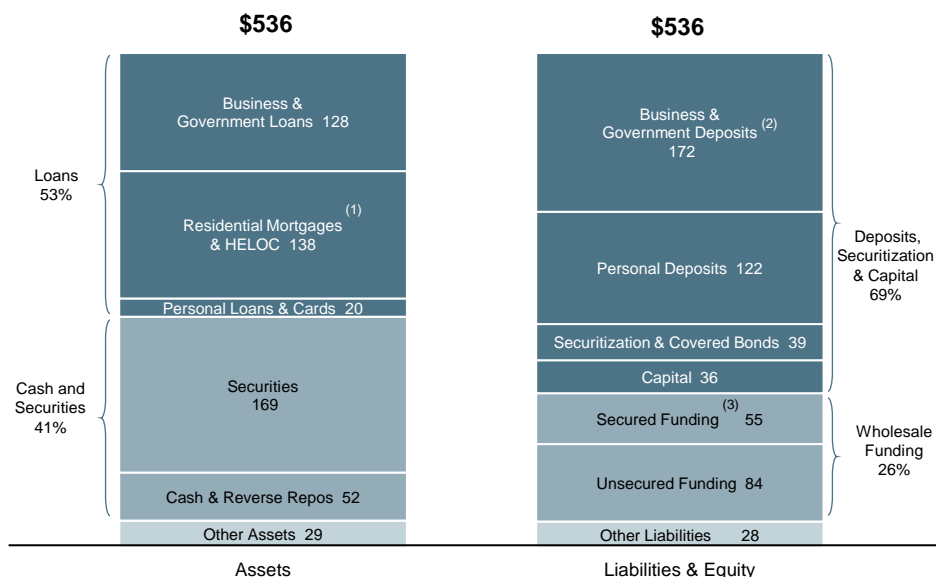 $536
$536
Business &
Government Loans 128
Residential Mortgages (1)
& HELOC 138
Personal Loans & Cards 20
Securities
169
Cash & Reverse Repos 52
Other Assets 29
Loans
53%
Cash and
Securities
41%
Business &
Government Deposits (2)
172
Personal Deposits 122
Securitization & Covered Bonds 39
Capital 36
Secured Funding (3) 55
Unsecured Funding 84
Other Liabilities 28
Deposits,
Securitization
& Capital
69%
Wholesale
Funding
26%
Assets
Liabilities & Equity